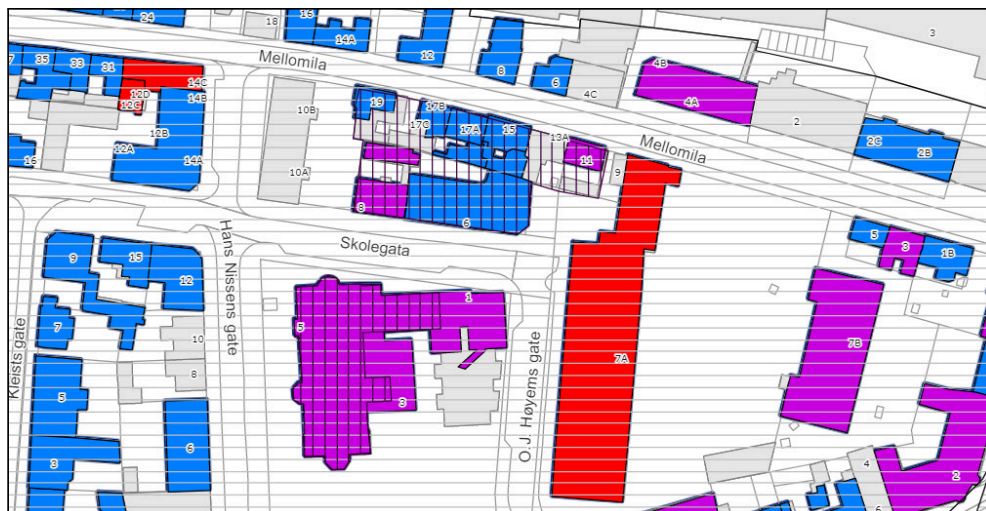 24
18
16
14A
12
3
Mellomila
7
35
33
31
14C
12D
12C
14B
12B
12A
14A
16
10B
10A
19
17B
17C
17A
15
13A
11
9
8
6
4C
4B
4A
2
2C
2B
Mellomila
8
6
5
3
1B
Skolegata
Hans Nissens gate
9
15
12
7
10
8
5
6
3
Kleists gate
5
1
3
O.J. Høyems gate
7A
7B
4
2
6